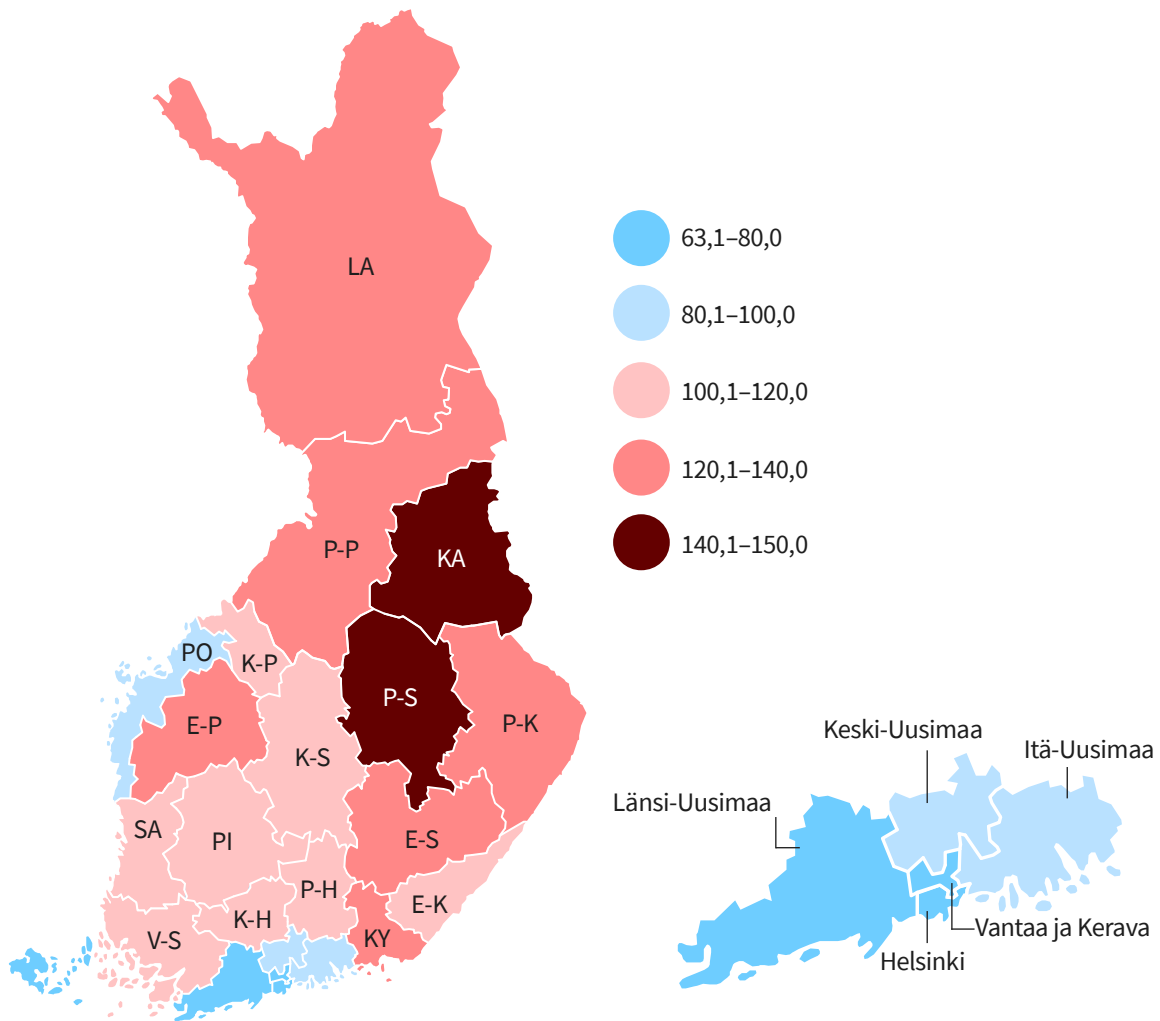 LA
P-P
KA
PO
K-P
E-P
K-S
P-S
P-K
SA
PI
E-S
P-H
K-H
E-K
V-S
KY
63,1–80,0
80,1–100,0
100,1–120,0
120,1–140,0
140,1–150,0
Keski-Uusimaa
Itä-Uusimaa
Länsi-Uusimaa
Vantaa ja Kerava
Helsinki